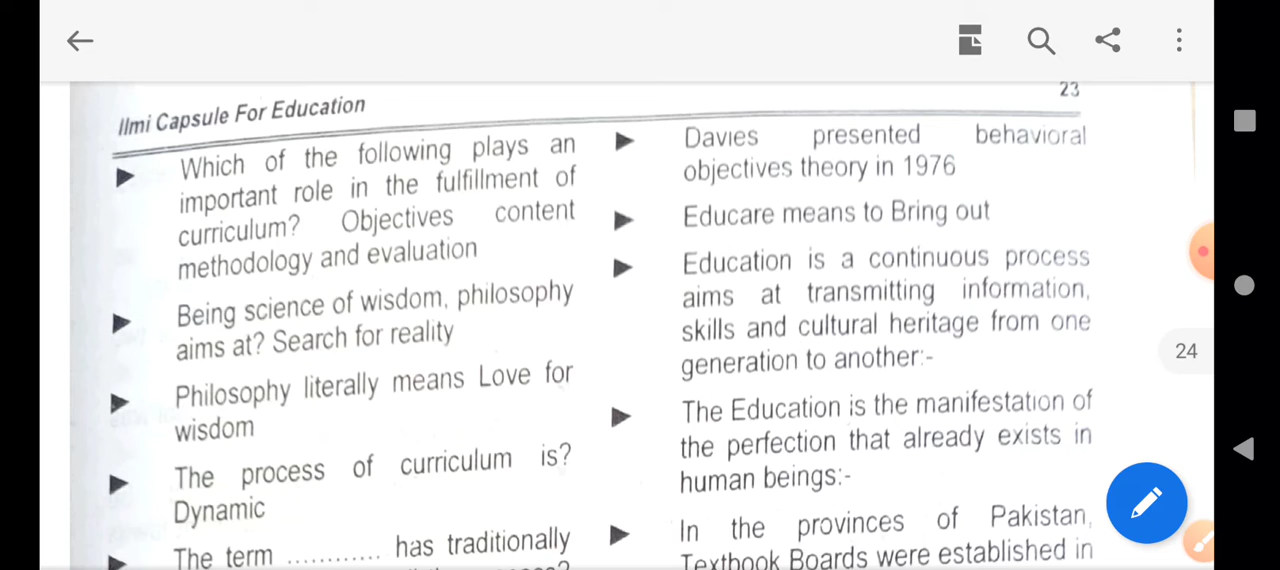 Ilmi Capsule For Education
23
Which of the following plays an
important role in the fulfillment of
curriculum? Objectives content
methodology and evaluation
Being science of wisdom, philosophy
aims at? Search for reality
Philosophy literally means Love for
wisdom
The process of curriculum is?
Dynamic
The term ............ has traditionally
Davies presented behavioral
objectives theory in 1976
Educare means to Bring out
Education is a continuous process
aims at transmitting information,
skills and cultural heritage from one
generation to another:-
The Education is the manifestation of
the perfection that already exists in
human beings:-
In the provinces of Pakistan,
Textbook Boards were established in
24